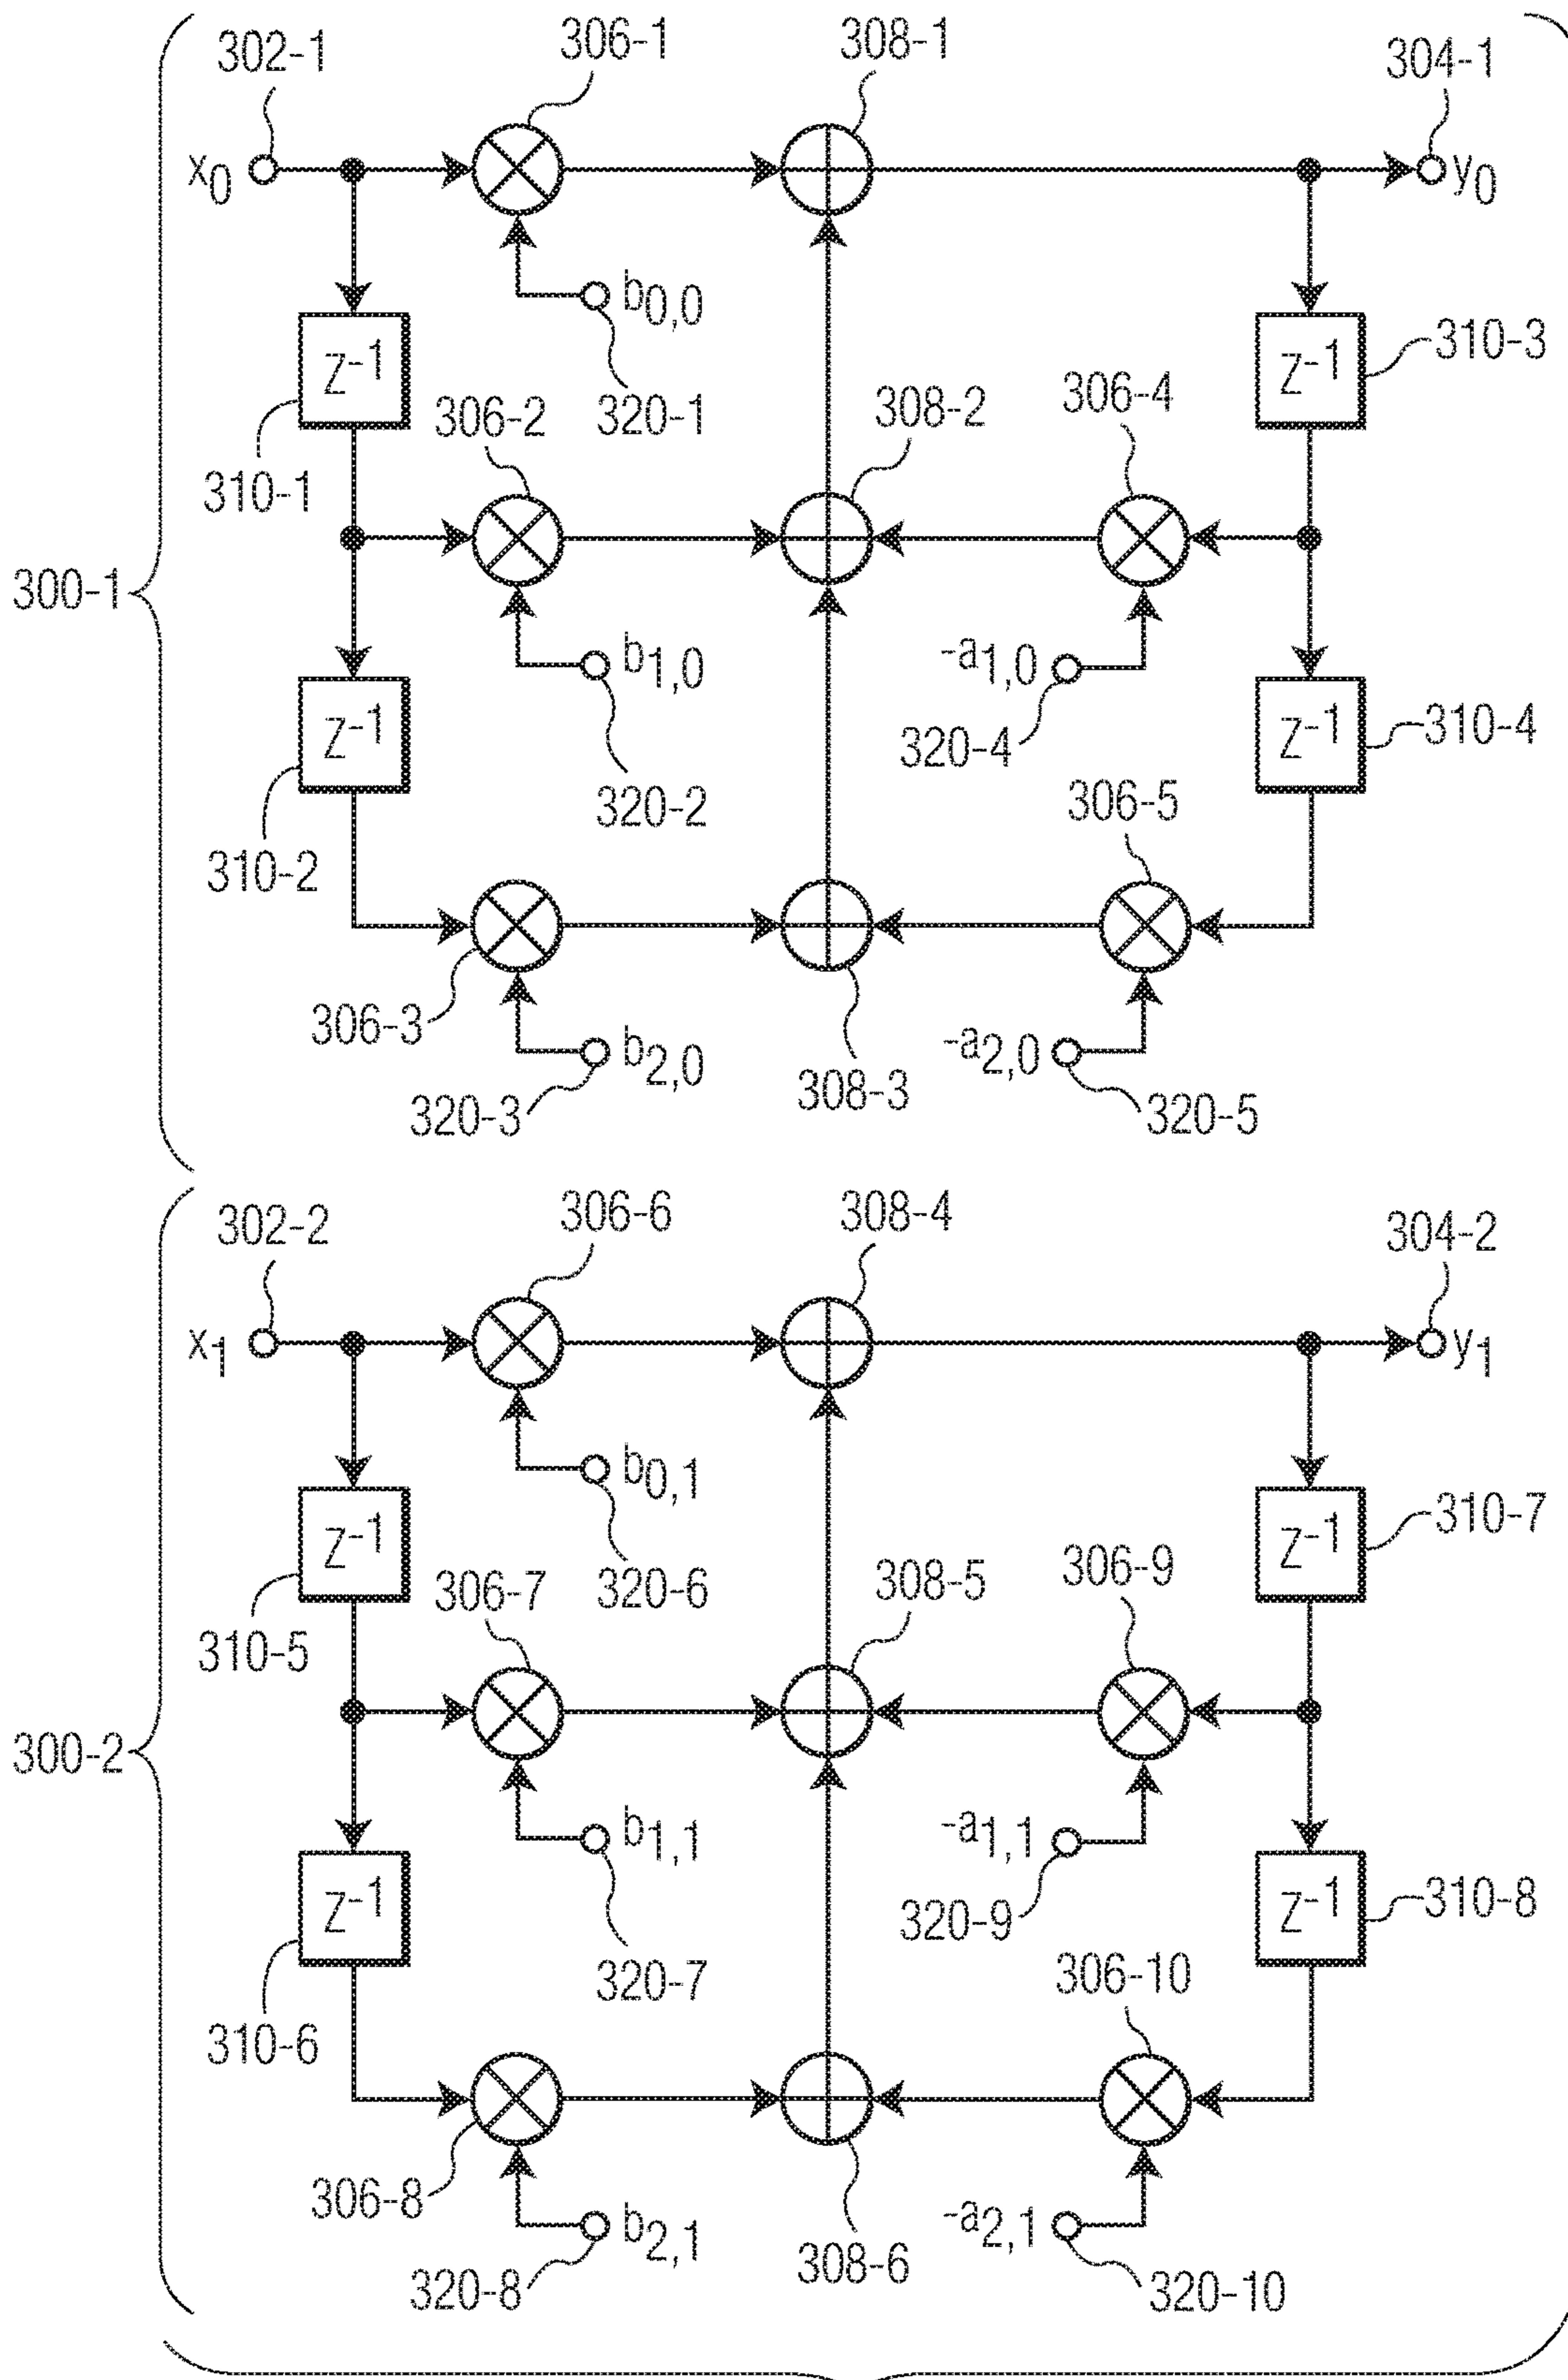 302-1 306-1 308-1 304-1
x0 y0
b0,0
z-1 z-1 310-3
310-1 306-2 320-1 308-2 306-4
300-1
b1,0 -a1,0
z-1 z-1 310-4
310-2 320-2 320-4 306-5
306-3 b2,0 -a2,0
320-3 308-3 320-5
302-2 306-6 308-4 304-2
x1 y1
b0,1
z-1 z-1 310-7
310-5 306-7 320-6 308-5 306-9
300-2
b1,1 -a1,1
z-1 z-1 310-8
310-6 320-7 320-9 306-10
306-8 b2,1 -a2,1
320-8 308-6 320-10